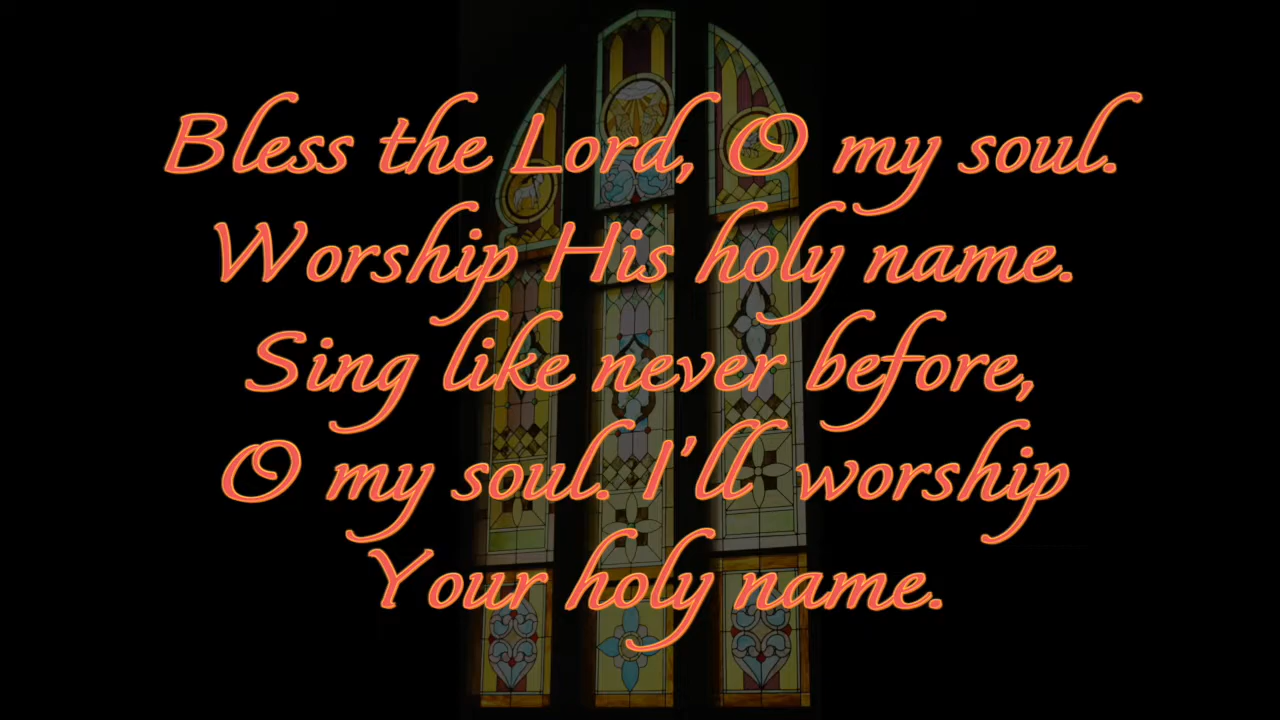 Bless the Lord, O my soul.
Worship His holy name.
Sing like never before,
O my soul. I'll worship
Your holy name.